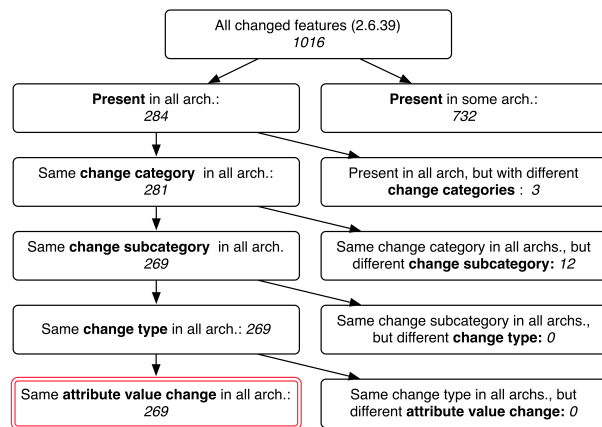 All changed features (2.6.39)
1016
Present in all arch.:
284
Present in some arch.:
732
Same change category in all arch.:
281
Present in all arch, but with different
change categories : 3
Same change subcategory in all arch.
269
Same change category in all archs., but
different change subcategory: 12
Same change type in all arch.: 269
Same change subcategory in all archs.,
but different change type: 0
Same attribute value change in all arch.:
269
Same change type in all archs., but
different attribute value change: 0